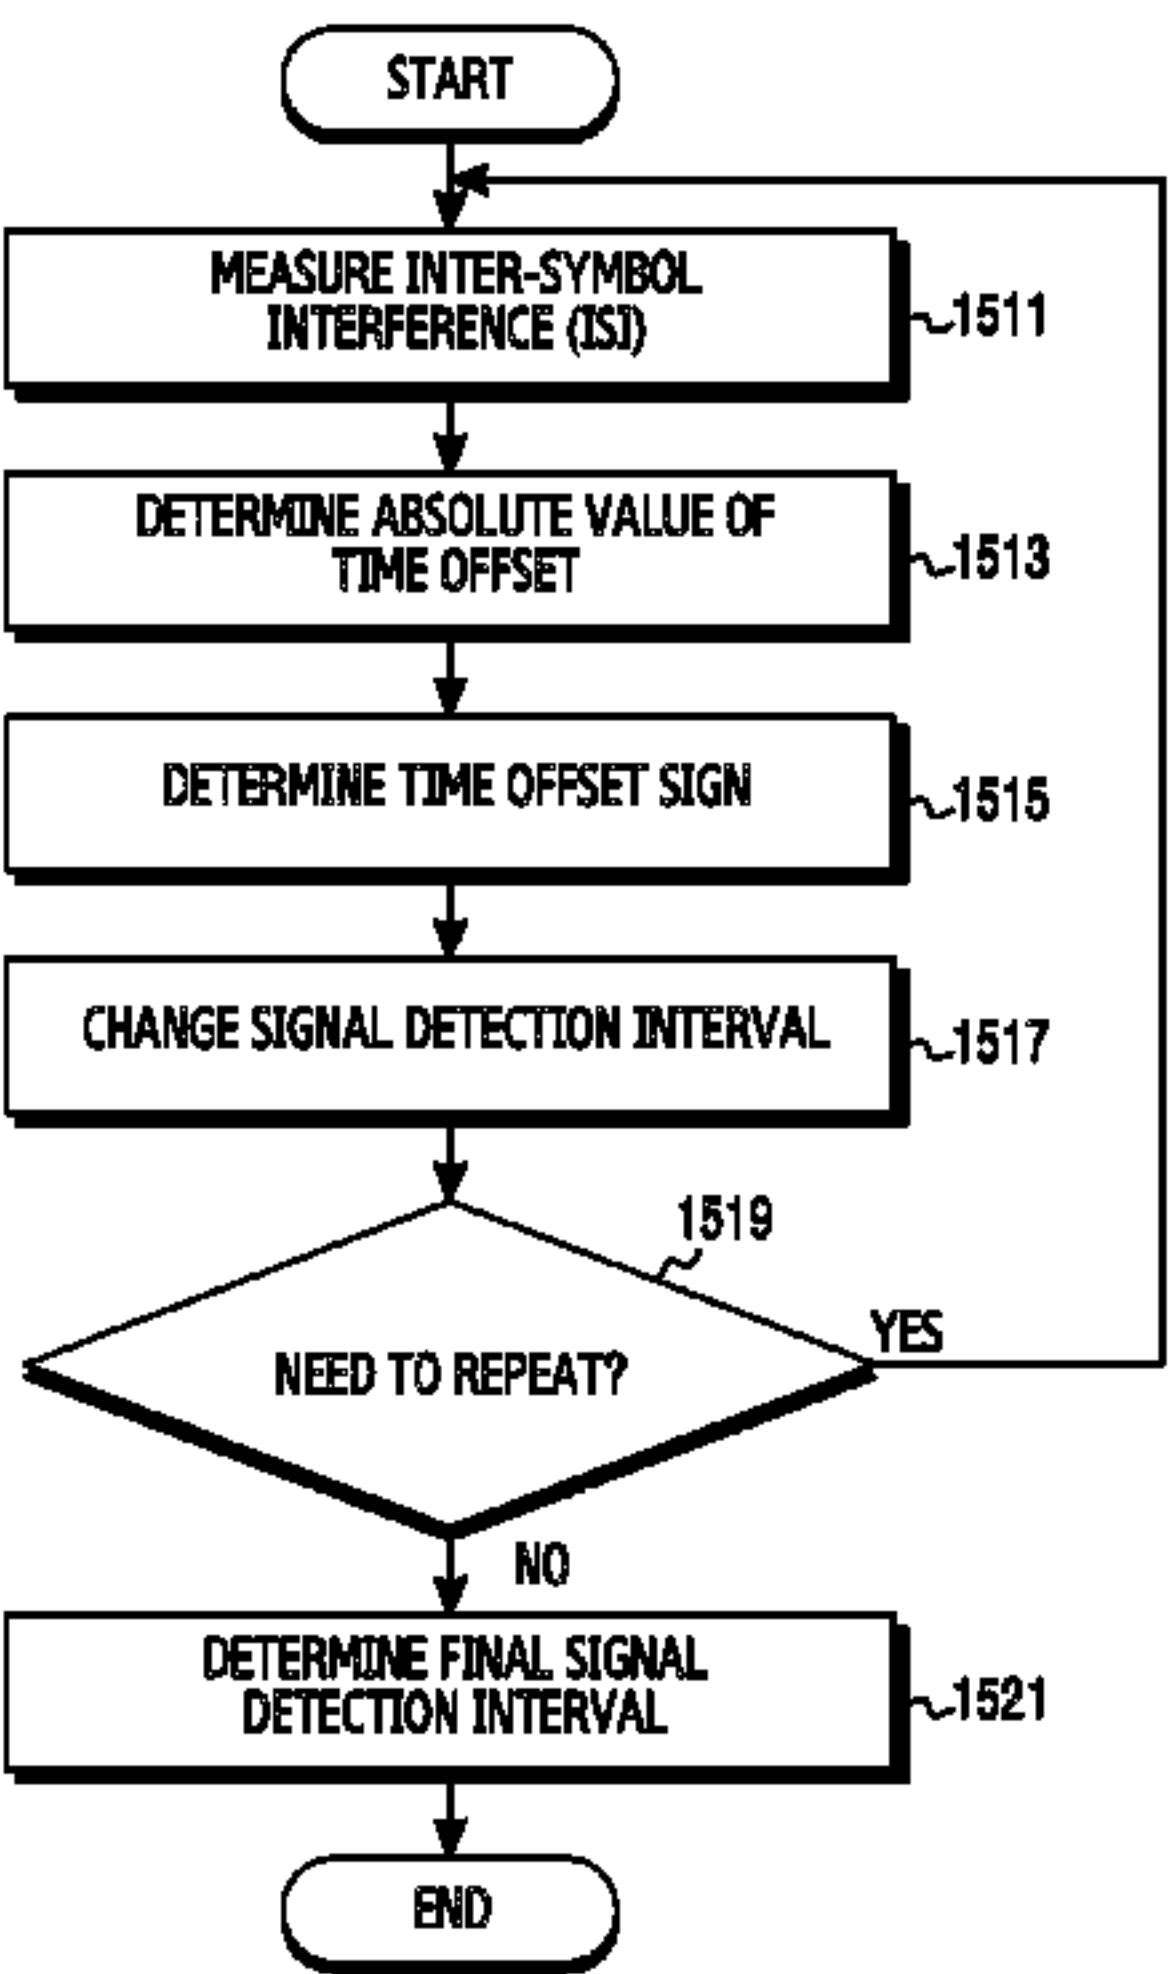 START
MEASURE INTER-SYMBOL
INTERFERENCE (ISI)
1511
DETERMINE ABSOLUTE VALUE OF
TIME OFFSET
1513
DETERMINE TIME OFFSET SIGN
1515
CHANGE SIGNAL DETECTION INTERVAL
1517
1519
NEED TO REPEAT?
YES
NO
DETERMINE FINAL SIGNAL
DETECTION INTERVAL
1521
END